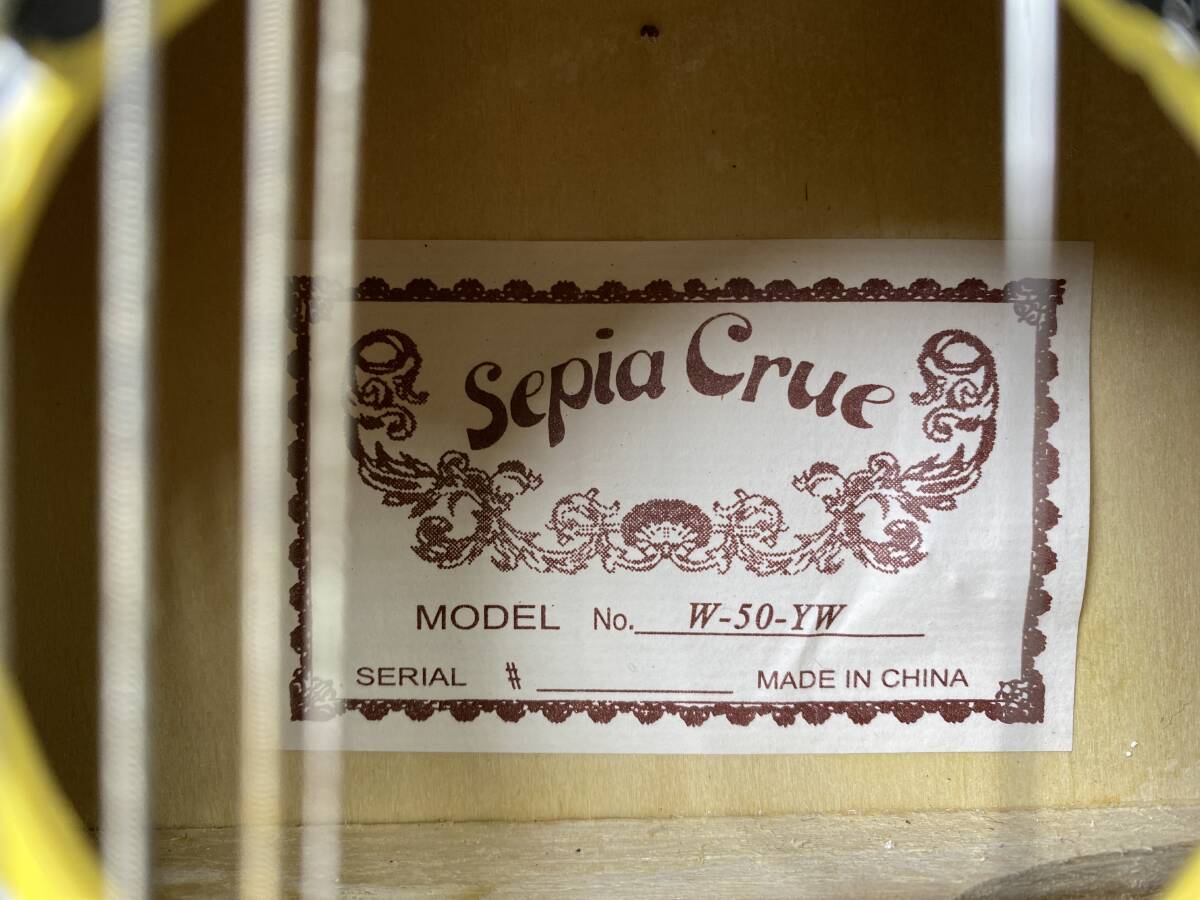 Sepia Crue
MODEL No. W-50-YW
SERIAL # MADE IN CHINA